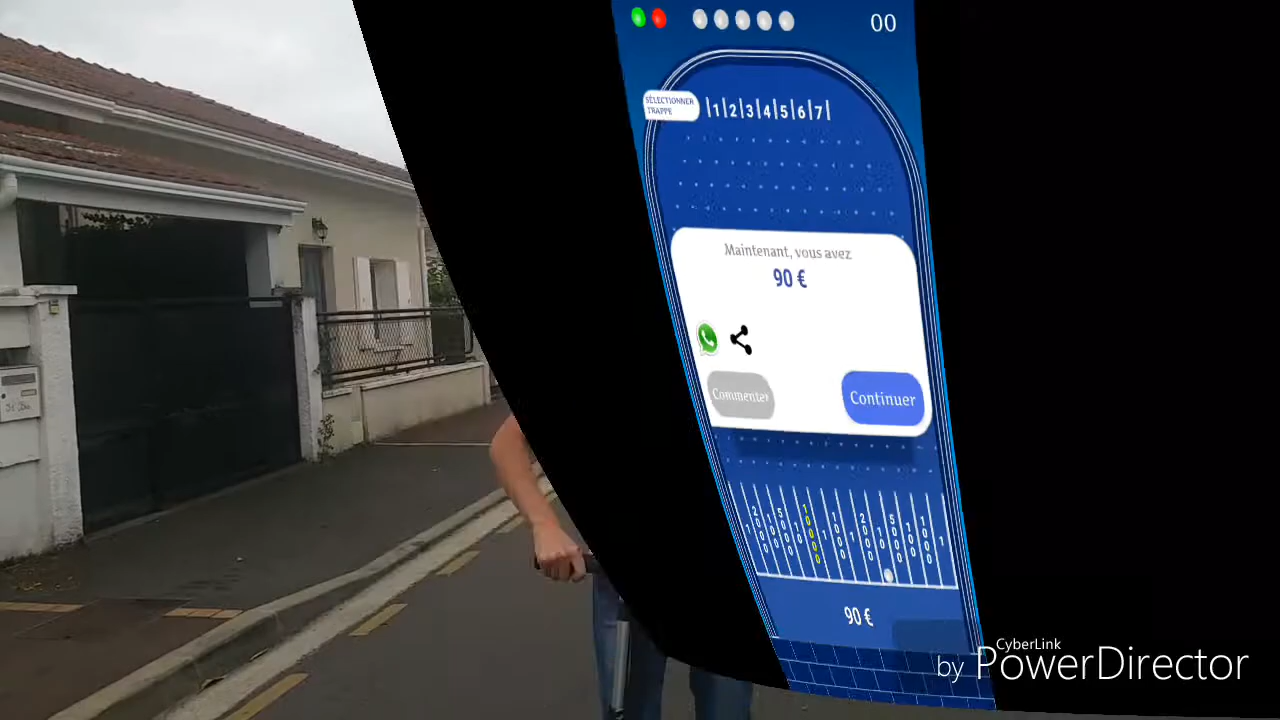 00
SÉLECTIONNER
TRAPPE
|1|2|3|4|5|6|7|
Maintenant, vous avez
90 €
Commenter
Continuer
90 €
CyberLink
by PowerDirector